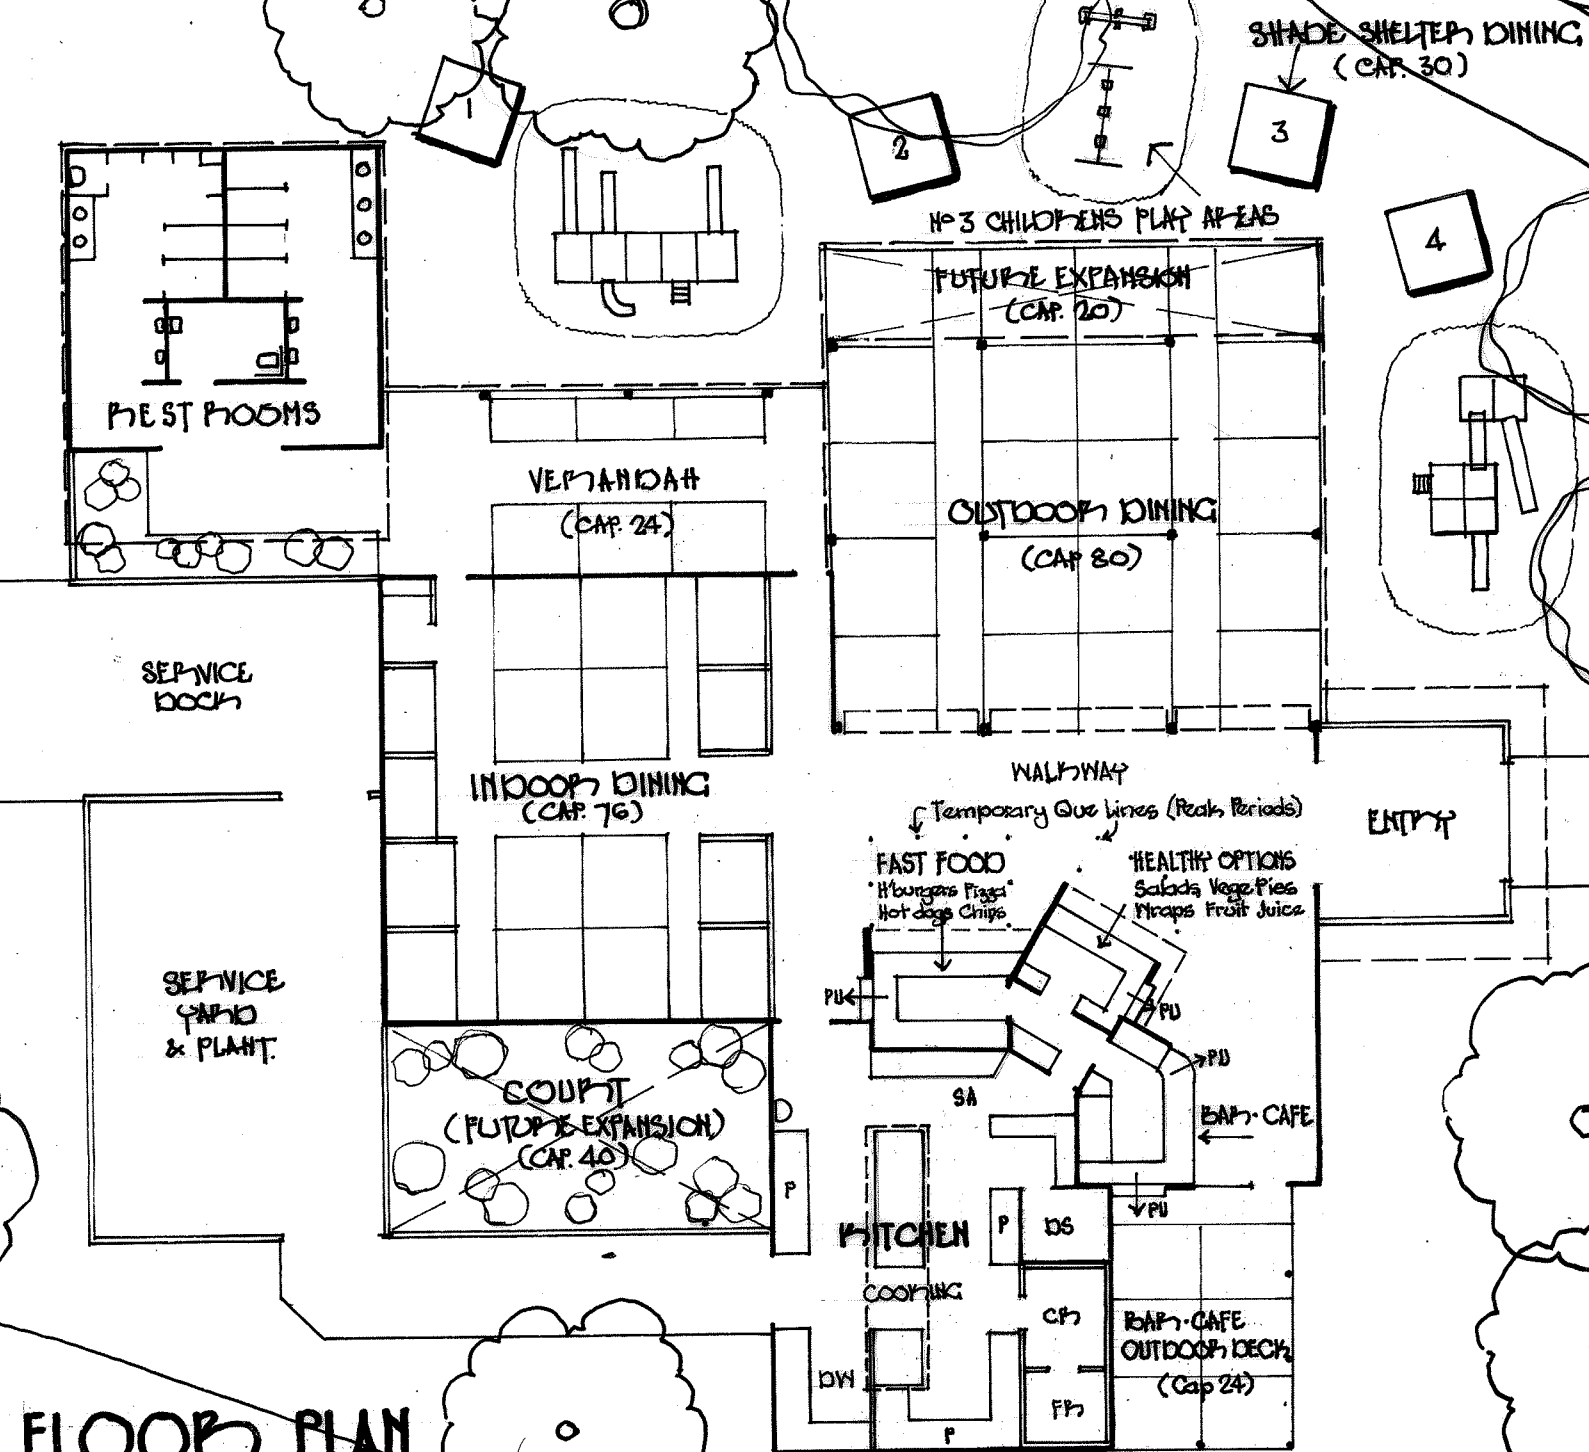 SHADE SHELTER DINING
(CAP. 30)
1
2
3
4
Nº 3 CHILDRENS PLAY AREAS
FUTURE EXPANSION
(CAP. 20)
REST ROOMS
VERANDAH
(CAP. 24)
OUTDOOR DINING
(CAP 80)
SERVICE
DOCK
INDOOR DINING
(CAP. 76)
WALKWAY
Temporary Que Lines (Peak Periods)
ENTRY
FAST FOOD
H'burgers Pizza
Hot dogs Chips
HEALTHY OPTIONS
Salads, Vege Pies
Wraps Fruit Juice
SERVICE
YARD
& PLANT.
PU
PU
PU
SA
COURT
(FUTURE EXPANSION)
(CAP. 40)
BAR·CAFE
P
PU
KITCHEN
P
DS
COOKING
CR
BAR·CAFE
OUTDOOR DECK
(Cap 24)
DW
FR
P
FLOOR PLAN